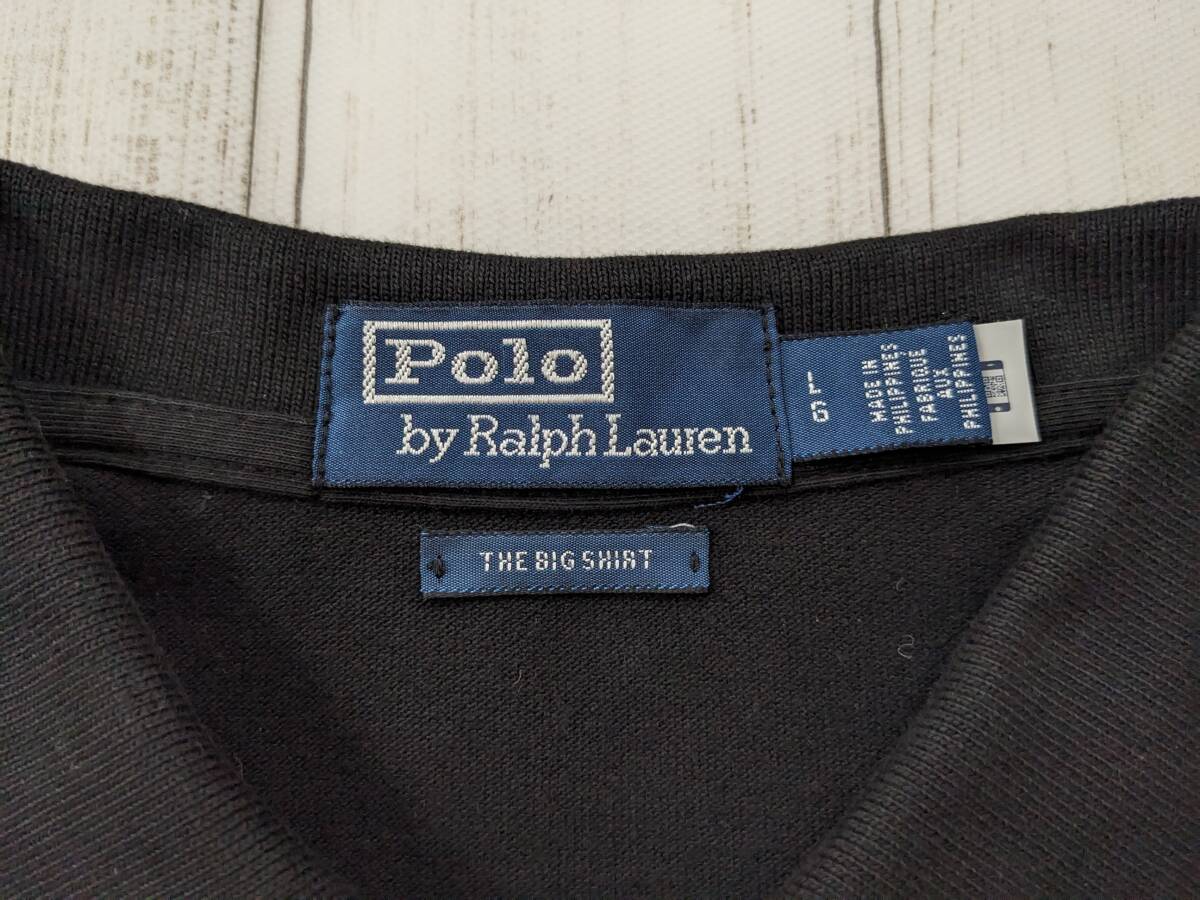 Polo
by Ralph Lauren
L
G
MADE IN
PHILIPPINES
FABRIQUE
AUX
PHILIPPINES
THE BIG SHIRT